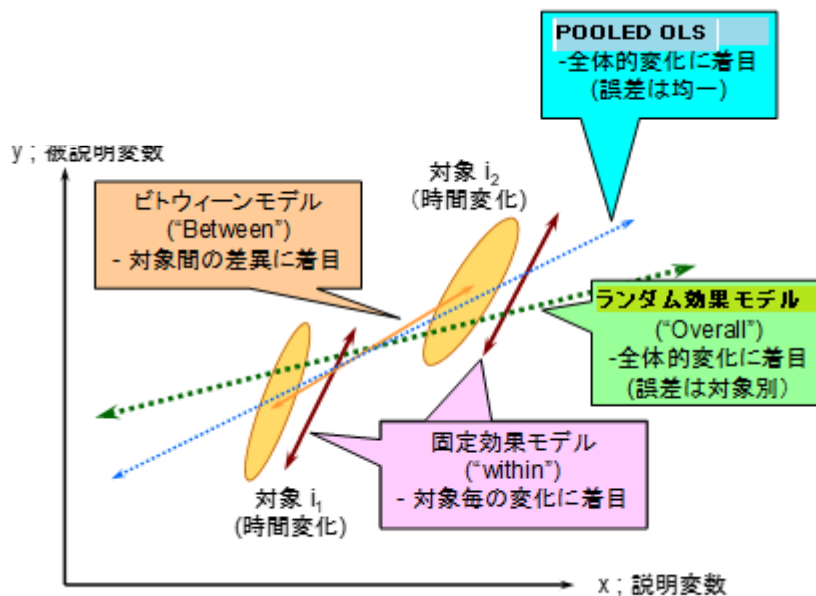 POOLED OLS
-全体的変化に着目
(誤差は均一)
y ; 被説明変数
対象 i2
(時間変化)
ビトウィーンモデル
(“Between”)
- 対象間の差異に着目
ランダム効果モデル
(“Overall”)
-全体的変化に着目
(誤差は対象別)
固定効果モデル
(“within”)
- 対象毎の変化に着目
対象 i1
(時間変化)
x ; 説明変数